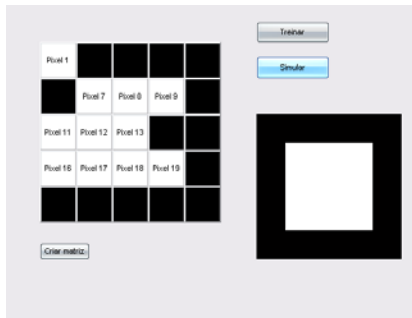 Treinar
Pixel 1
Simular
Pixel 7 Pixel 8 Pixel 9
Pixel 11 Pixel 12 Pixel 13
Pixel 16 Pixel 17 Pixel 18 Pixel 19
Criar matriz